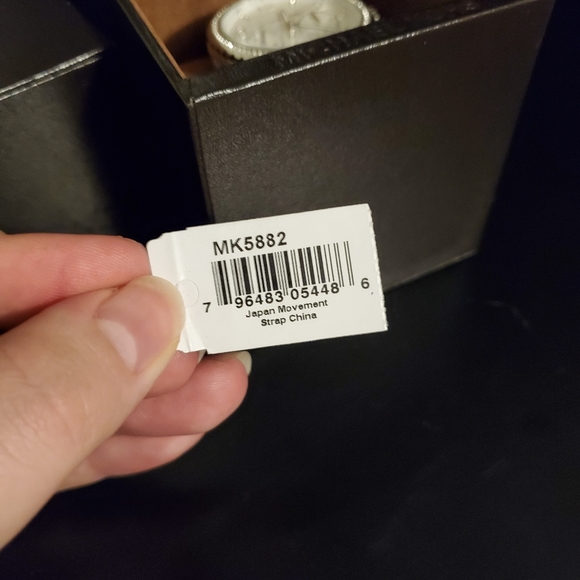 MK5882
7 96483 05448 6
Japan Movement
Strap China